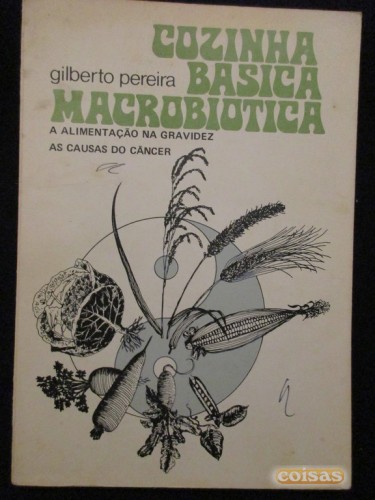 COZINHA
gilberto pereira BASICA
MACROBIOTICA
A ALIMENTAÇÃO NA GRAVIDEZ
AS CAUSAS DO CÂNCER
coisas